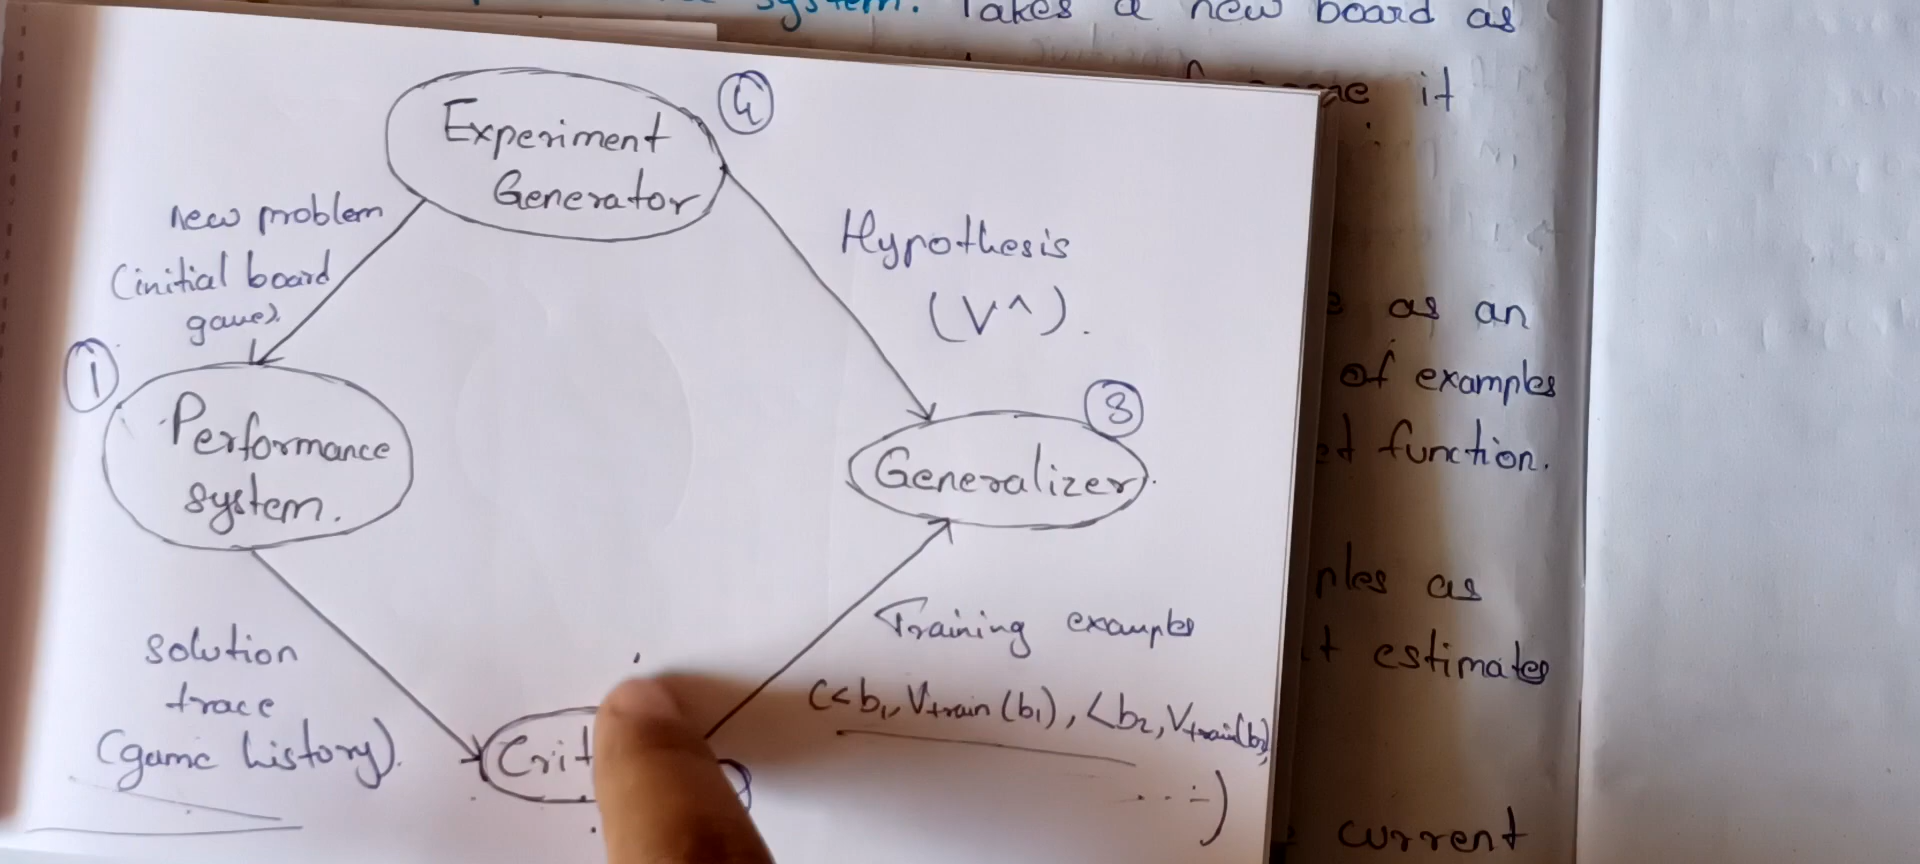 system. Takes a new board as
it
④
Experiment
Generator
new problem
(initial board
game).
Hypothesis
(V^).
as an
①
Performance
system.
③
Generalizer.
of examples
function.
Training examples
as
estimates
solution
trace
(game history).
(<b1, Vtrain(b1), <b2, Vtrain(b2),
...)
Crit
current